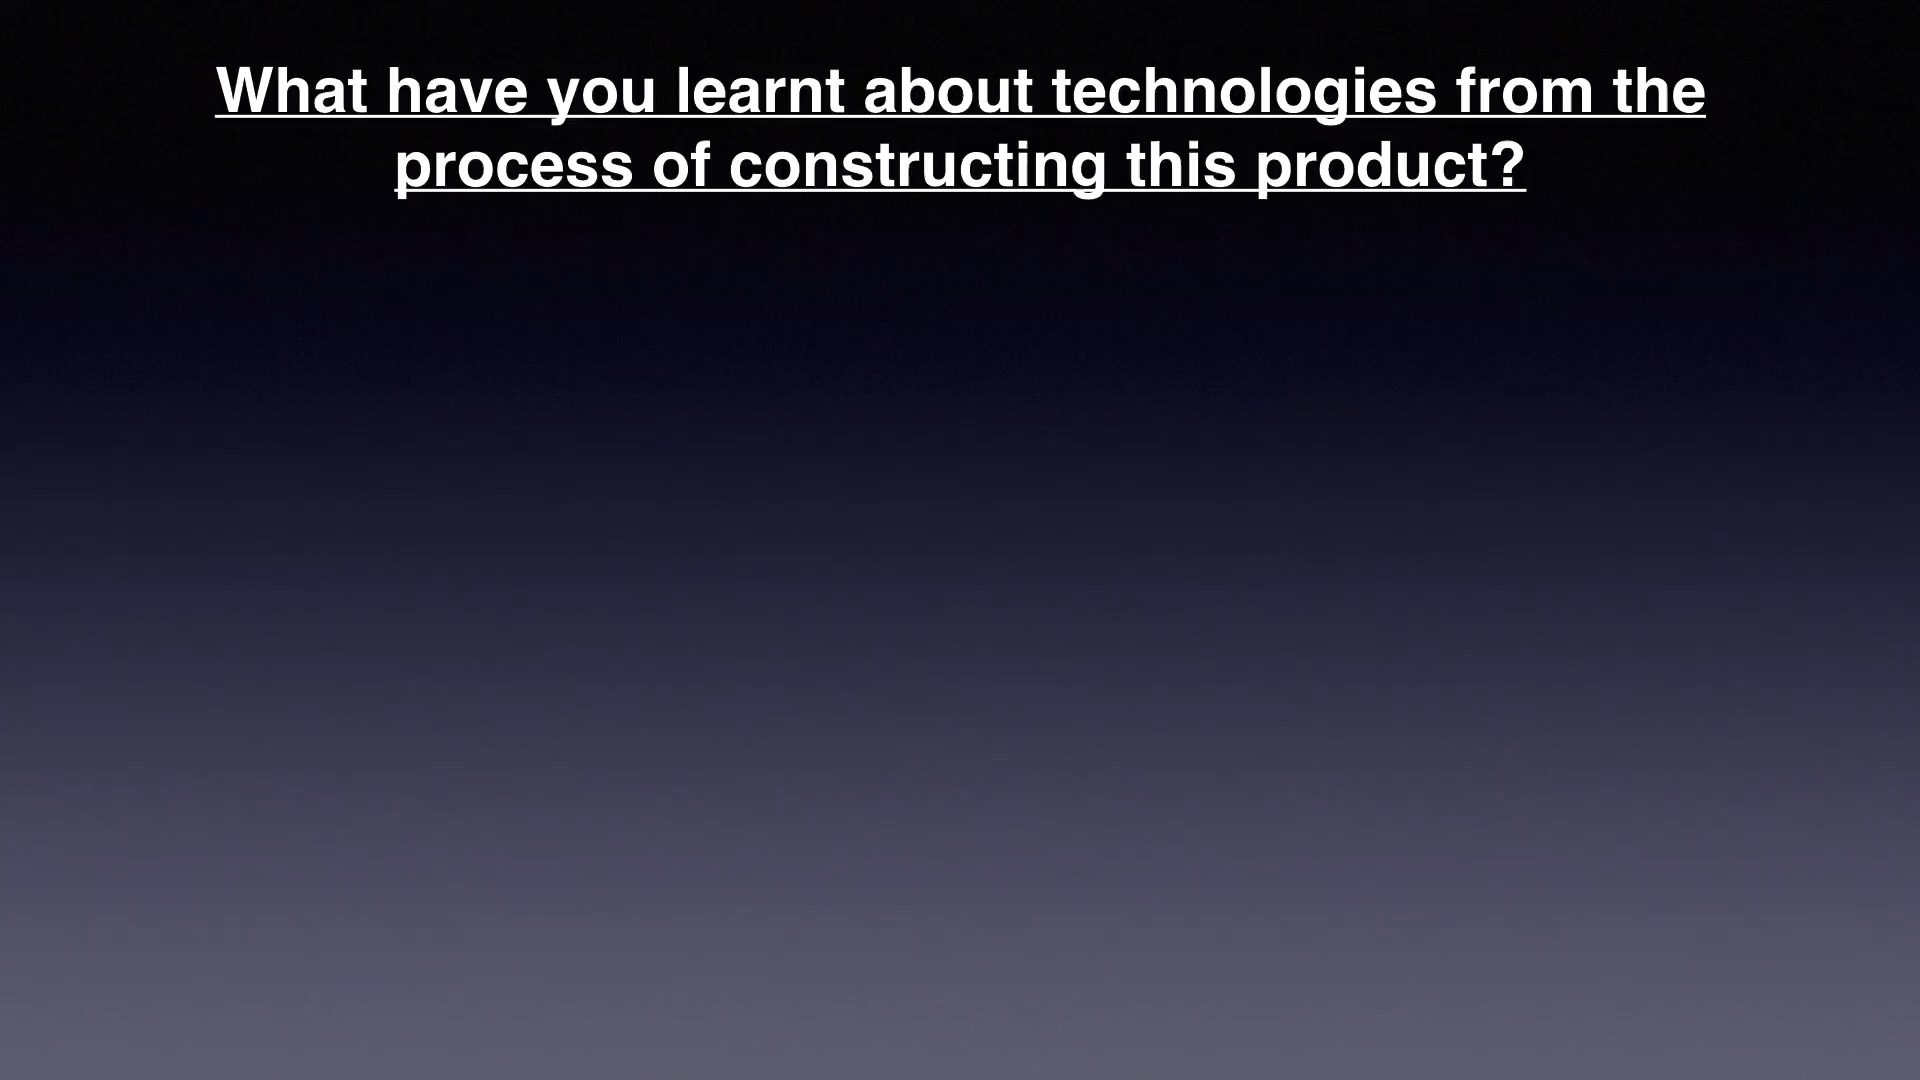 What have you learnt about technologies from the
process of constructing this product?